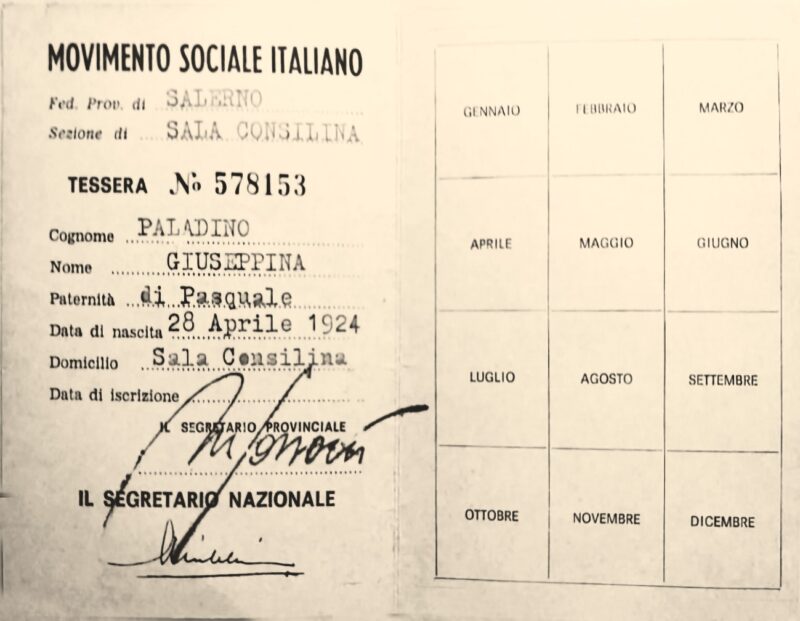 MOVIMENTO SOCIALE ITALIANO
Fed. Prov. di SALERNO
Sezione di SALA CONSILINA
TESSERA No 578153
Cognome PALADINO
Nome GIUSEPPINA
Paternità di Pasquale
Data di nascita 28 Aprile 1924
Domicilio Sala Consilina
Data di iscrizione
IL SEGRETARIO PROVINCIALE
IL SEGRETARIO NAZIONALE
GENNAIO FEBBRAIO MARZO
APRILE MAGGIO GIUGNO
LUGLIO AGOSTO SETTEMBRE
OTTOBRE NOVEMBRE DICEMBRE